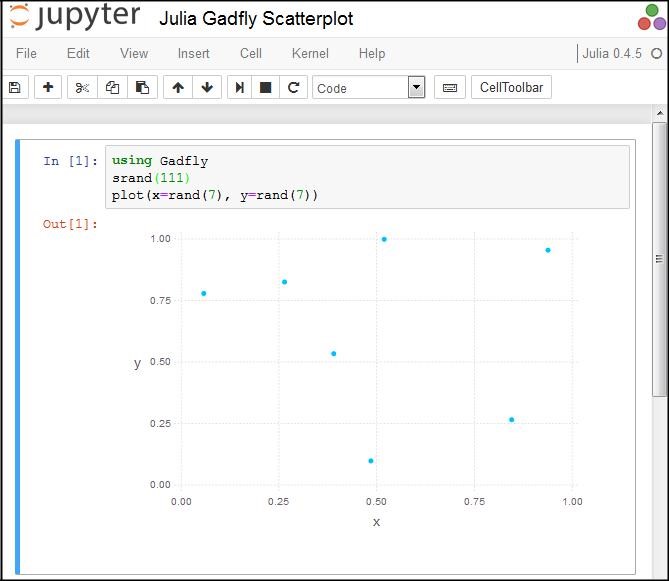 jupyter Julia Gadfly Scatterplot
File Edit View Insert Cell Kernel Help Julia 0.4.5
Code CellToolbar
In [1]: using Gadfly
srand(111)
plot(x=rand(7), y=rand(7))
Out[1]:
1.00
0.75
y 0.50
0.25
0.00
0.00 0.25 0.50 0.75 1.00
x